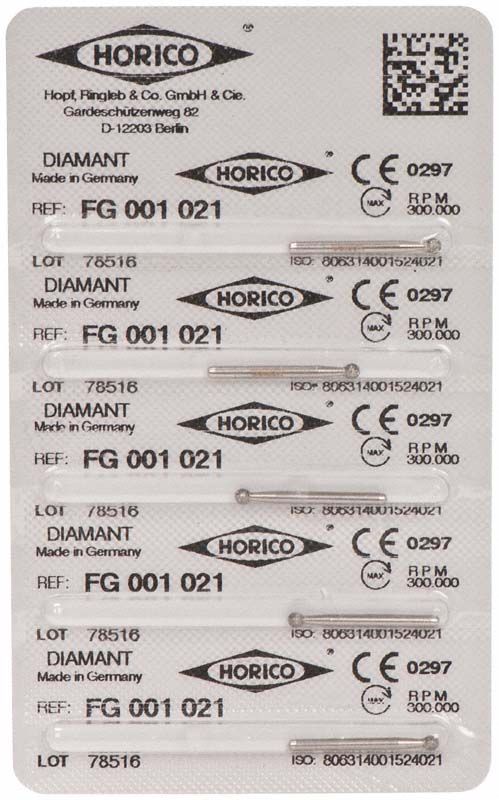 HORICO ®
Hopf, Ringleb & Co. GmbH & Cie.
Gardeschützenweg 82
D-12203 Berlin
DIAMANT HORICO ® CE 0297
Made in Germany
REF: FG 001 021 MAX RPM 300.000
LOT 78516 ISO: 806314001524021
DIAMANT HORICO ® CE 0297
Made in Germany
REF: FG 001 021 MAX RPM 300.000
LOT 78516 ISO: 806314001524021
DIAMANT HORICO ® CE 0297
Made in Germany
REF: FG 001 021 MAX RPM 300.000
LOT 78516 ISO: 806314001524021
DIAMANT HORICO ® CE 0297
Made in Germany
REF: FG 001 021 MAX RPM 300.000
LOT 78516 ISO: 806314001524021
DIAMANT HORICO ® CE 0297
Made in Germany
REF: FG 001 021 MAX RPM 300.000
LOT 78516 ISO: 806314001524021